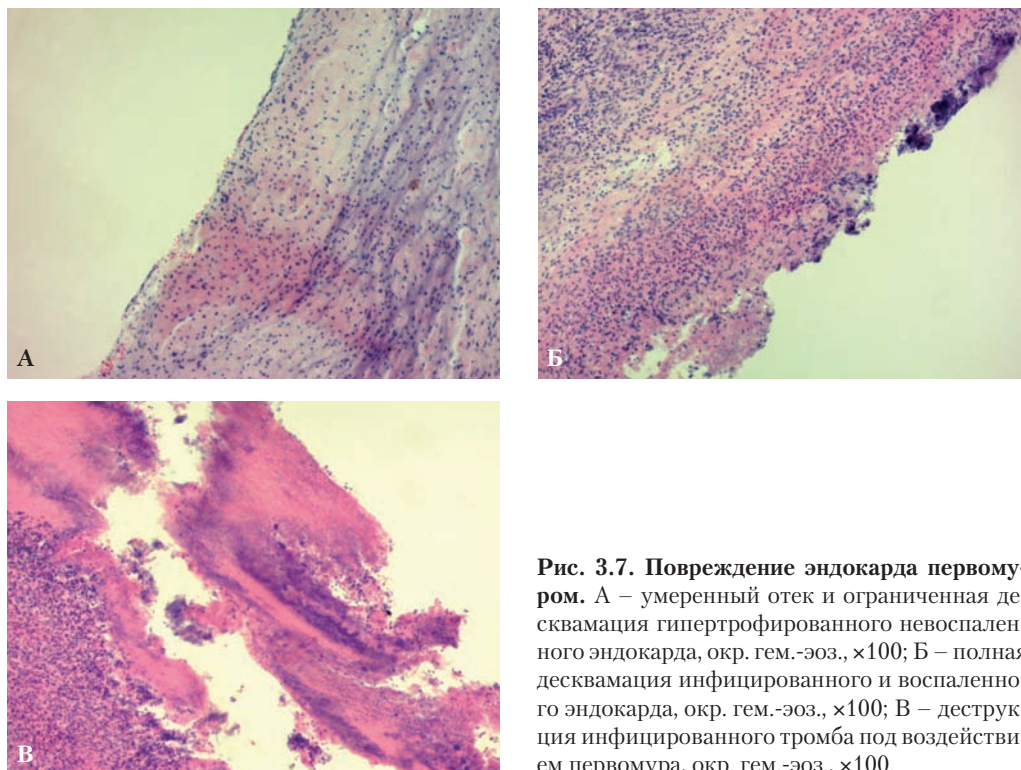 А
Б
В
Рис. 3.7. Повреждение эндокарда первому-
ром. А – умеренный отек и ограниченная де-
сквамация гипертрофированного невоспален-
ного эндокарда, окр. гем.-эоз., ×100; Б – полная
десквамация инфицированного и воспаленно-
го эндокарда, окр. гем.-эоз., ×100; В – деструк-
ция инфицированного тромба под воздействи-
ем первомура, окр. гем.-эоз., ×100